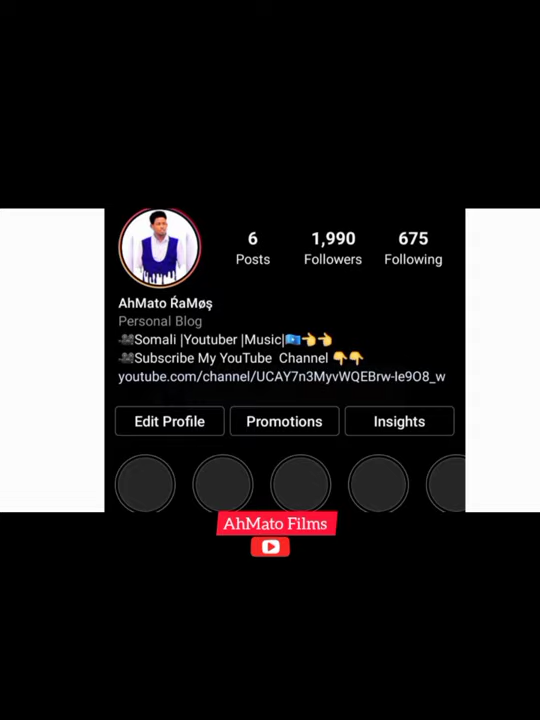 6 1,990 675
Posts Followers Following
AhMato ŔaMøş
Personal Blog
🎥Somali |Youtuber |Music|🇸🇴👈👈
🎥Subscribe My YouTube Channel 👇👇
youtube.com/channel/UCAY7n3MyvWQEBrw-Ie9O8_w
Edit Profile Promotions Insights
AhMato Films